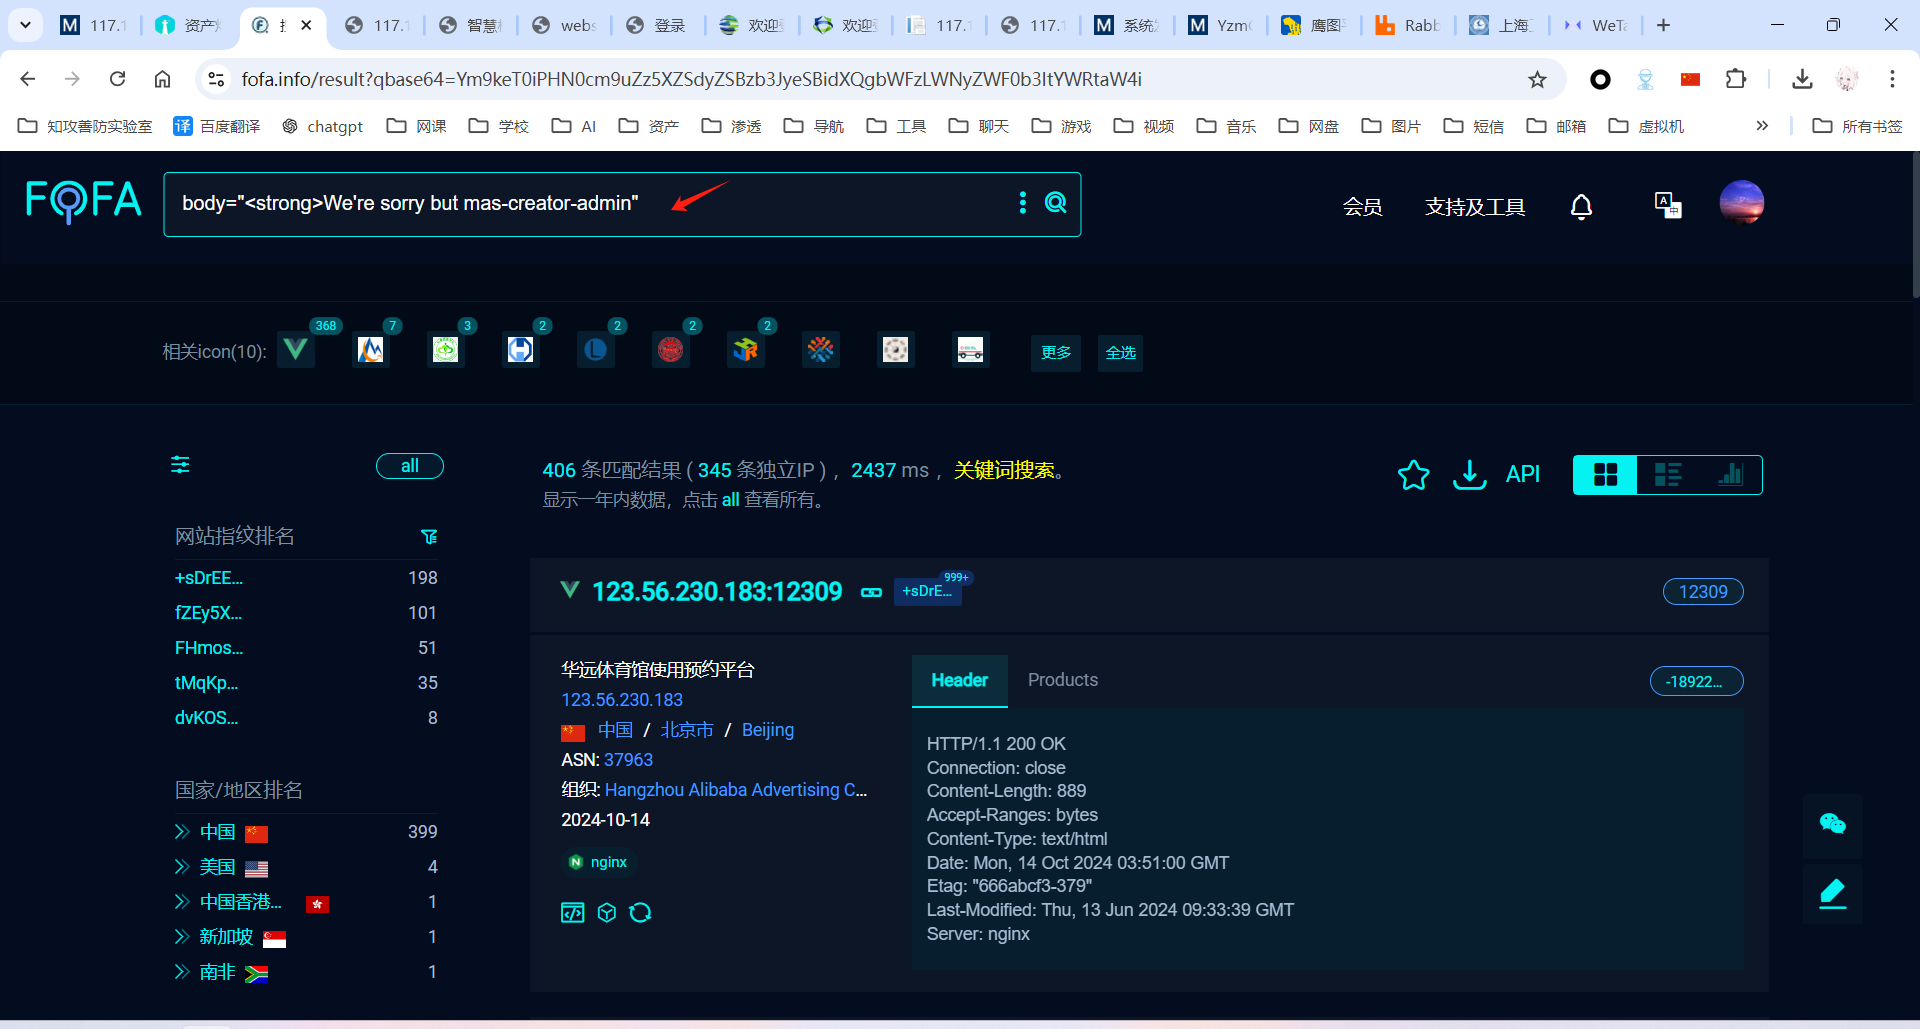 117.1
资产
117.
智慧
webs
登录
欢迎
欢迎
117.
117.
系统
Yzm
鹰图
Rabb
上海
WeTa
fofa.info/result?qbase64=Ym9keT0iPHN0cm9uZz5XZSdyZSBzb3JyeSBidXQgbWFzLWNyZWF0b3ItYWRtaW4i
知攻善防实验室
译 百度翻译
chatgpt
网课
学校
AI
资产
渗透
导航
工具
聊天
游戏
视频
音乐
网盘
图片
短信
邮箱
虚拟机
所有书签
FOFA
body="<strong>We're sorry but mas-creator-admin"
会员
支持及工具
相关icon(10):
368
7
3
2
2
2
2
更多
全选
all
406 条匹配结果 ( 345 条独立IP ) ，2437 ms ，关键词搜索。
显示一年内数据，点击 all 查看所有。
API
网站指纹排名
+sDrEE... 198
fZEy5X... 101
FHmos... 51
tMqKp... 35
dvKOS... 8
国家/地区排名
中国 399
美国 4
中国香港... 1
新加坡 1
南非 1
123.56.230.183:12309
+sDrE...
999+
12309
华远体育馆使用预约平台
123.56.230.183
中国 / 北京市 / Beijing
ASN: 37963
组织: Hangzhou Alibaba Advertising C...
2024-10-14
nginx
Header
Products
-18922...
HTTP/1.1 200 OK
Connection: close
Content-Length: 889
Accept-Ranges: bytes
Content-Type: text/html
Date: Mon, 14 Oct 2024 03:51:00 GMT
Etag: "666abcf3-379"
Last-Modified: Thu, 13 Jun 2024 09:33:39 GMT
Server: nginx